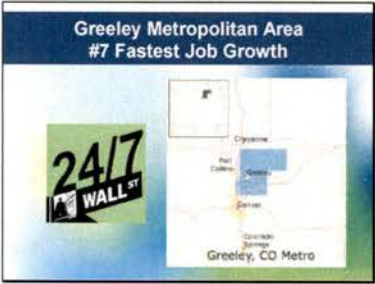 Greeley Metropolitan Area
#7 Fastest Job Growth
24/7
WALL ST
Cheyenne
Fort
Collins
Greeley
Denver
Colorado
Springs
Greeley, CO Metro